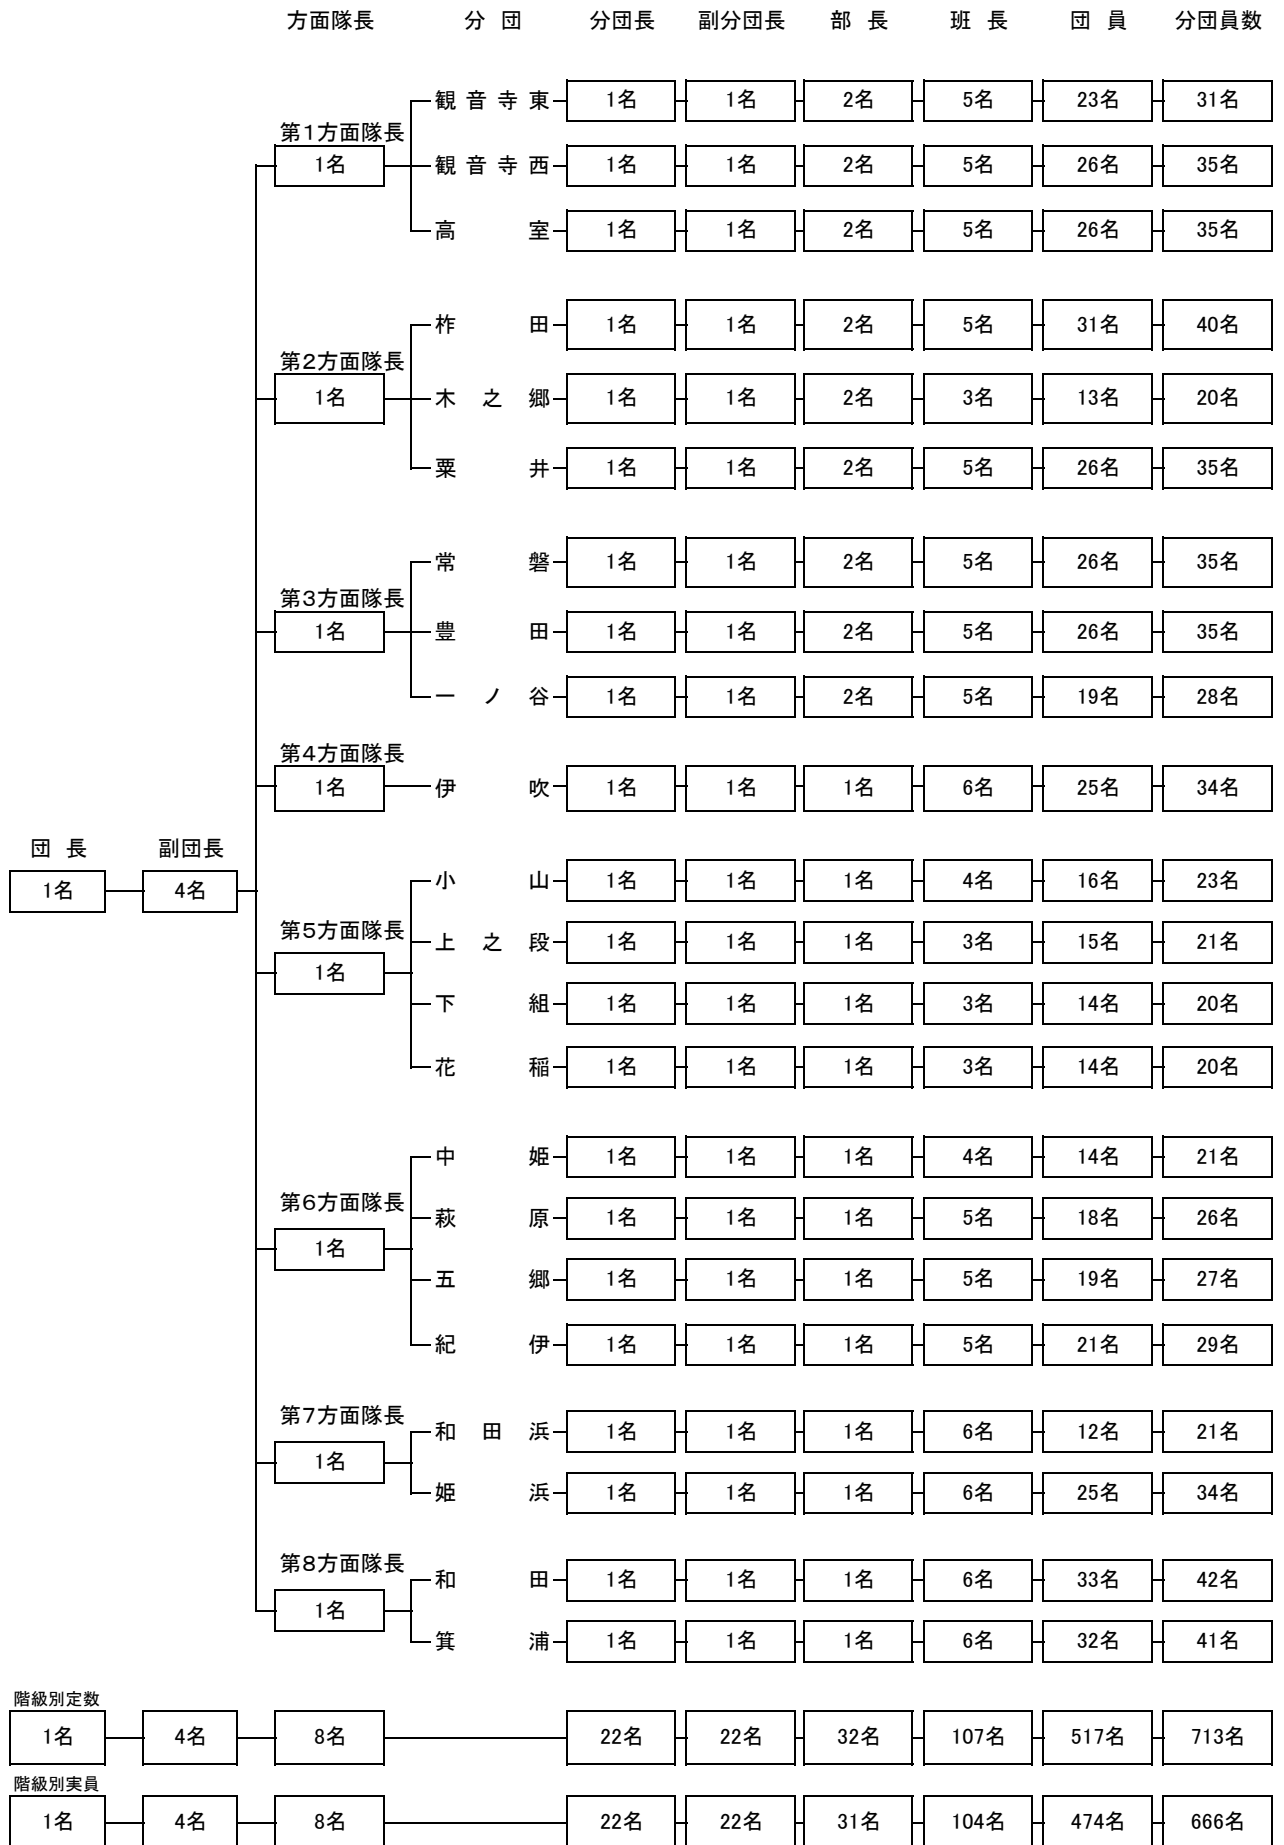 方面隊長 分団 分団長 副分団長 部長 班長 団員 分団員数
観音寺東 1名 1名 2名 5名 23名 31名
第1方面隊長
1名 観音寺西 1名 1名 2名 5名 26名 35名
高室 1名 1名 2名 5名 26名 35名
柞田 1名 1名 2名 5名 31名 40名
第2方面隊長
1名 木之郷 1名 1名 2名 3名 13名 20名
粟井 1名 1名 2名 5名 26名 35名
常磐 1名 1名 2名 5名 26名 35名
第3方面隊長
1名 豊田 1名 1名 2名 5名 26名 35名
一ノ谷 1名 1名 2名 5名 19名 28名
第4方面隊長
1名 伊吹 1名 1名 1名 6名 25名 34名
団長 副団長
1名 4名
小山 1名 1名 1名 4名 16名 23名
第5方面隊長
上之段 1名 1名 1名 3名 15名 21名
1名
下組 1名 1名 1名 3名 14名 20名
花稲 1名 1名 1名 3名 14名 20名
中姫 1名 1名 1名 4名 14名 21名
第6方面隊長
萩原 1名 1名 1名 5名 18名 26名
1名
五郷 1名 1名 1名 5名 19名 27名
紀伊 1名 1名 1名 5名 21名 29名
第7方面隊長
和田浜 1名 1名 1名 6名 12名 21名
1名
姫浜 1名 1名 1名 6名 25名 34名
第8方面隊長
和田 1名 1名 1名 6名 33名 42名
1名
箕浦 1名 1名 1名 6名 32名 41名
階級別定数
1名 4名 8名 22名 22名 32名 107名 517名 713名
階級別実員
1名 4名 8名 22名 22名 31名 104名 474名 666名